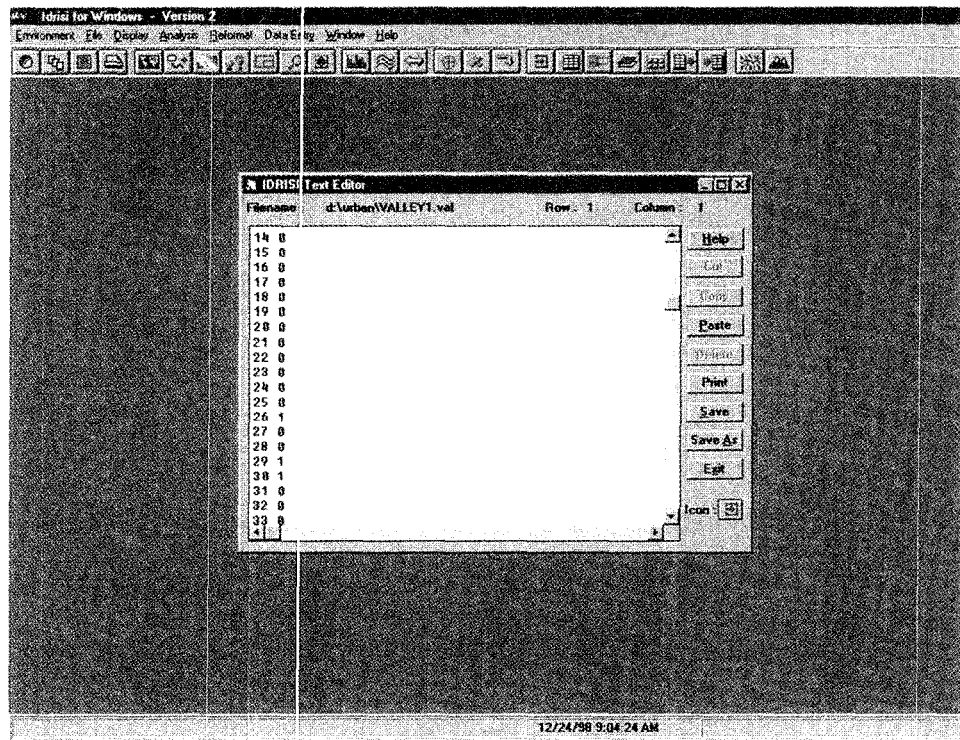 Idrisi for Windows - Version 2
Environment File Display Analysis Reformat Data Entry Window Help
IDRISI Text Editor
Filename d:\urban\VALLEY1.val Row : 1 Column : 1
14 0
15 0
16 0
17 0
18 0
19 0
20 0
21 0
22 0
23 0
24 0
25 0
26 1
27 0
28 0
29 1
30 1
31 0
32 0
33 0
Help
Cut
Copy
Paste
Delete
Print
Save
Save As
Exit
Icon :
12/24/98 9:04:24 AM